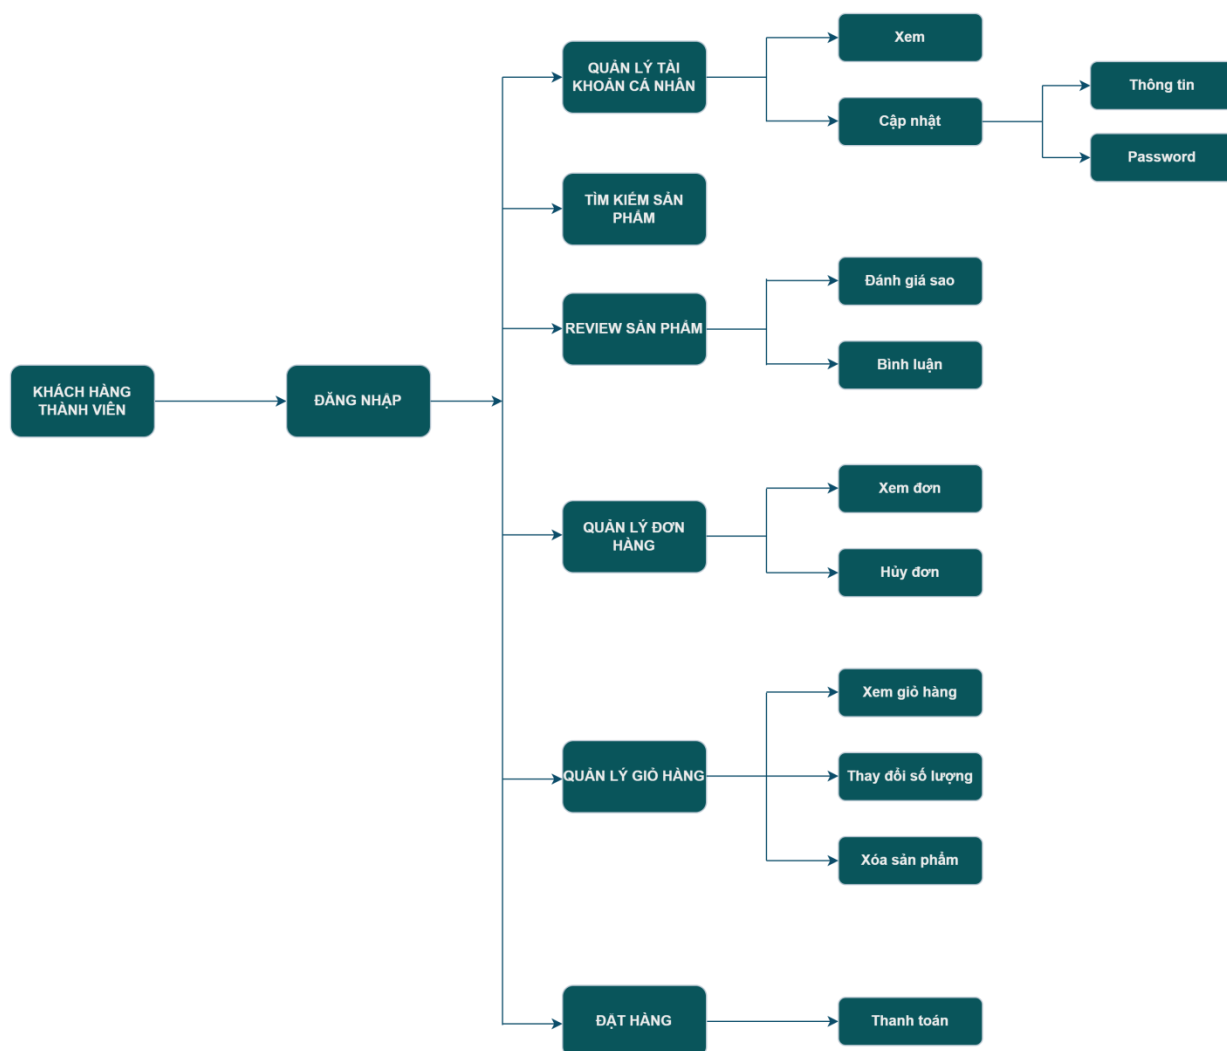 Xem
QUẢN LÝ TÀI
KHOẢN CÁ NHÂN
Thông tin
Cập nhật
Password
TÌM KIẾM SẢN
PHẨM
Đánh giá sao
REVIEW SẢN PHẨM
Bình luận
KHÁCH HÀNG
THÀNH VIÊN
ĐĂNG NHẬP
Xem đơn
QUẢN LÝ ĐƠN
HÀNG
Hủy đơn
Xem giỏ hàng
QUẢN LÝ GIỎ HÀNG
Thay đổi số lượng
Xóa sản phẩm
ĐẶT HÀNG
Thanh toán